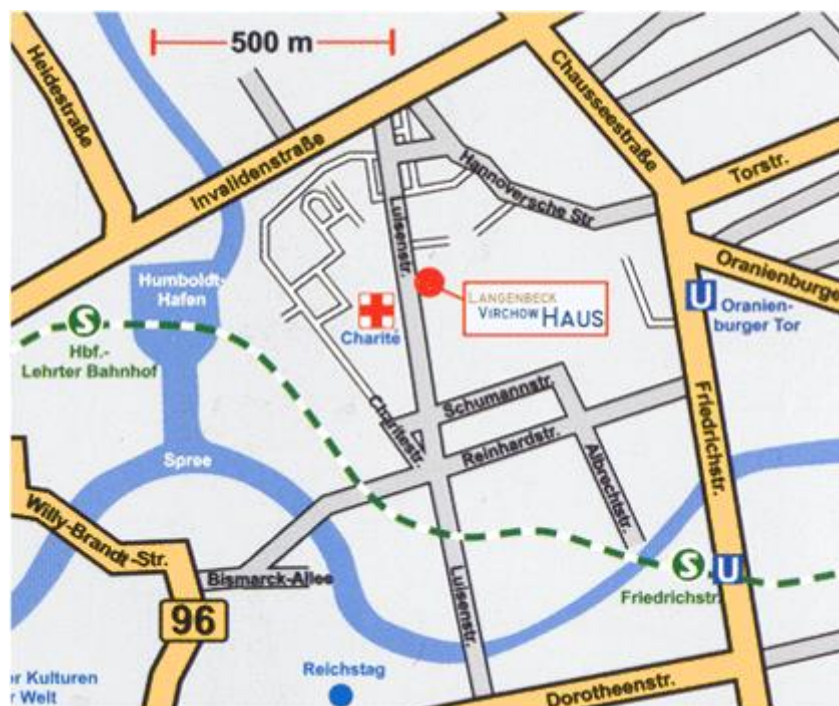 500 m
Heidestraße
Invalidenstraße
Chausseestraße
Torstr.
Hannoversche Str
Luisenstr.
Oranienburger
Humboldt-
Hafen
LANGENBECK
VIRCHOW HAUS
U
Oranien-
burger Tor
S
Hbf.-
Lehrter Bahnhof
Charité
Schumannstr.
Charitéstr.
Reinhardstr.
Albrechtstr.
Friedrichstr.
Spree
Willy-Brandt-Str.
Bismarck-Allee
S
U
Friedrichstr.
Luisenstr.
96
Reichstag
er Kulturen
r Welt
Dorotheenstr.